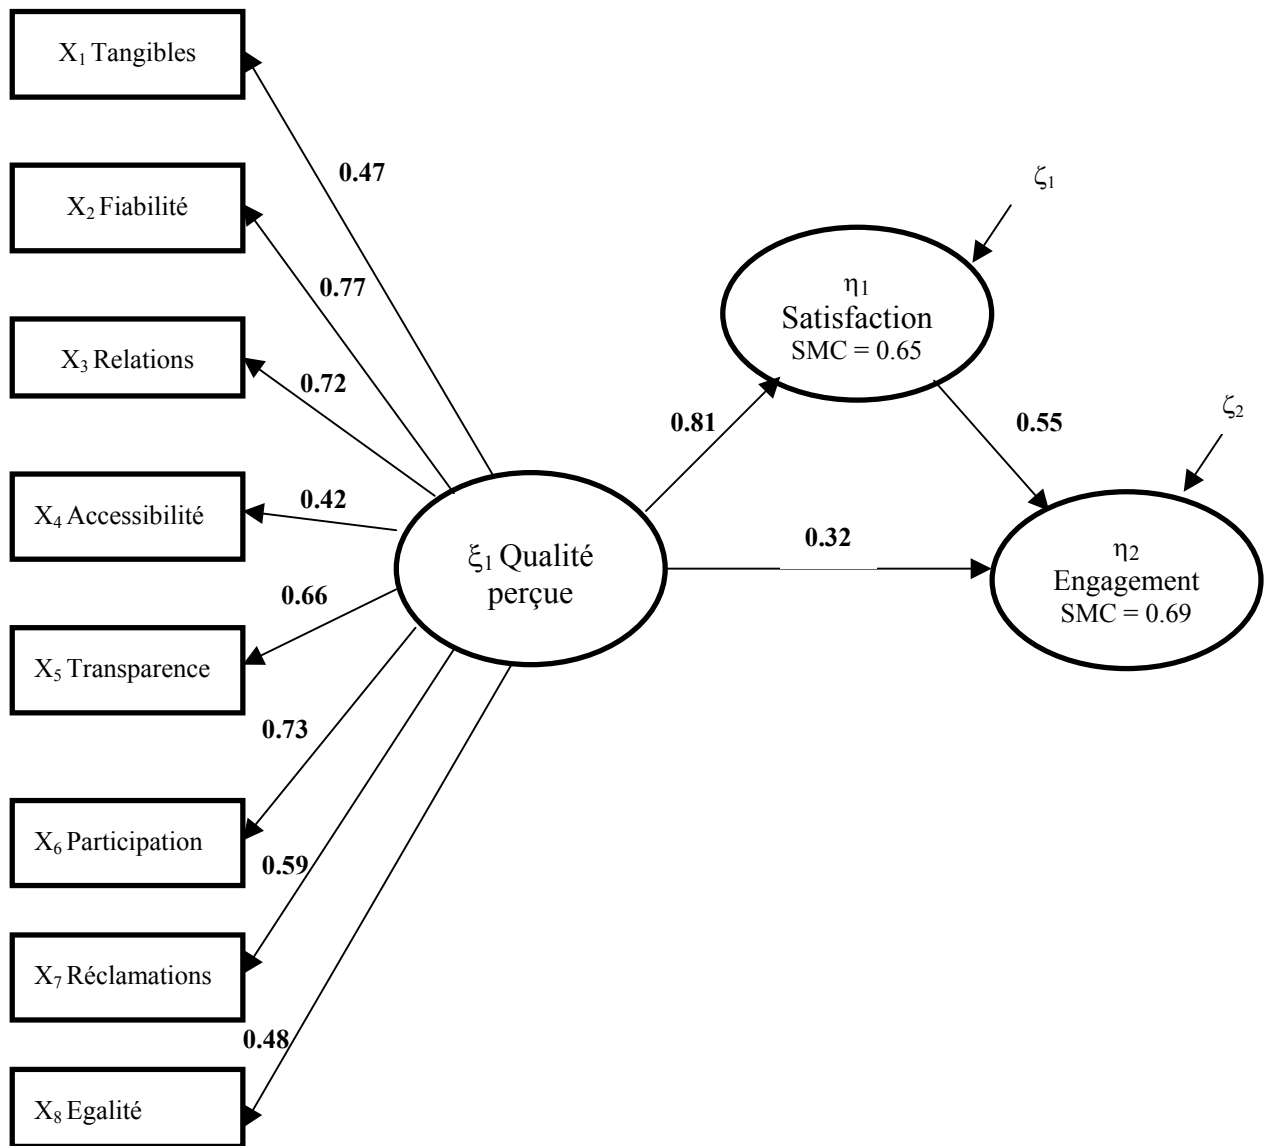 X₁ Tangibles
0.47
X₂ Fiabilité
0.77
X₃ Relations
0.72
X₄ Accessibilité
0.42
X₅ Transparence
0.66
X₆ Participation
0.73
X₇ Réclamations
0.59
X₈ Egalité
0.48
ξ₁ Qualité
perçue
0.81
0.32
η₁
Satisfaction
SMC = 0.65
ζ₁
0.55
ζ₂
η₂
Engagement
SMC = 0.69